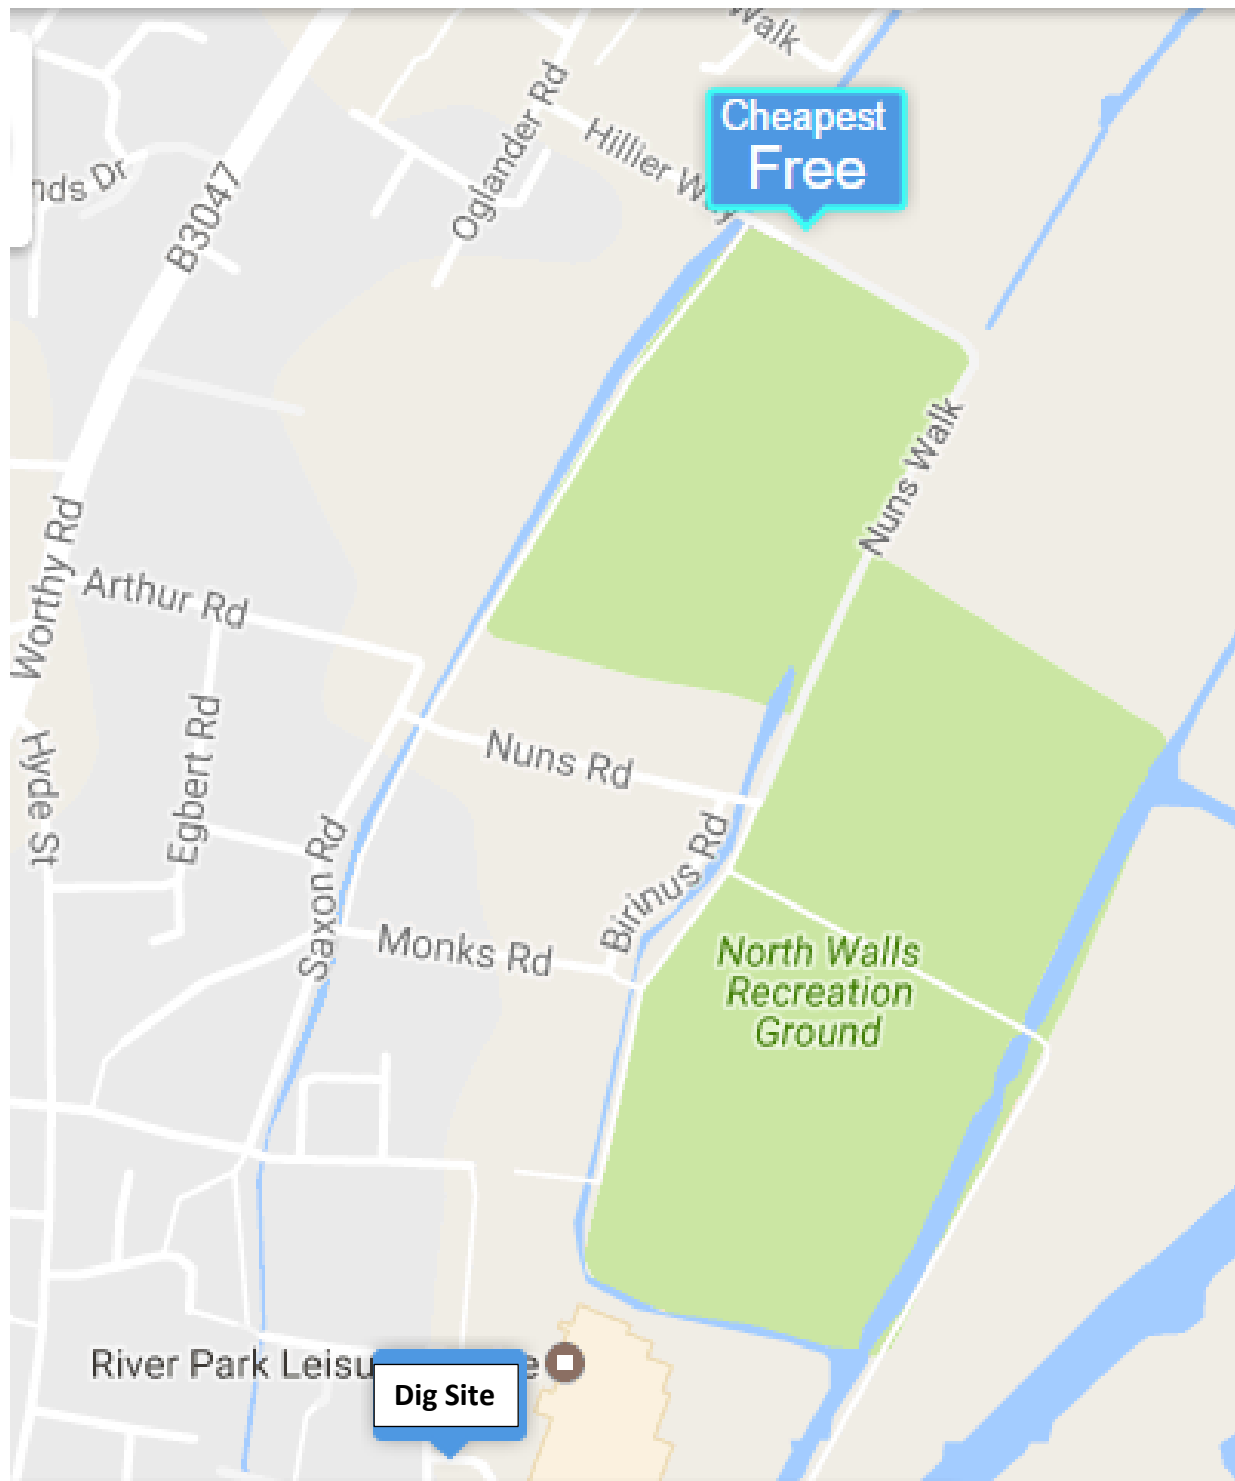 Walk
Cheapest
Free
Oglander Rd
Hillier Way
nds Dr
B3047
Nuns Walk
Worthy Rd
Arthur Rd
Egbert Rd
Hyde St
Nuns Rd
Saxon Rd
Birinus Rd
Monks Rd
North Walls
Recreation
Ground
River Park Leisu e
Dig Site